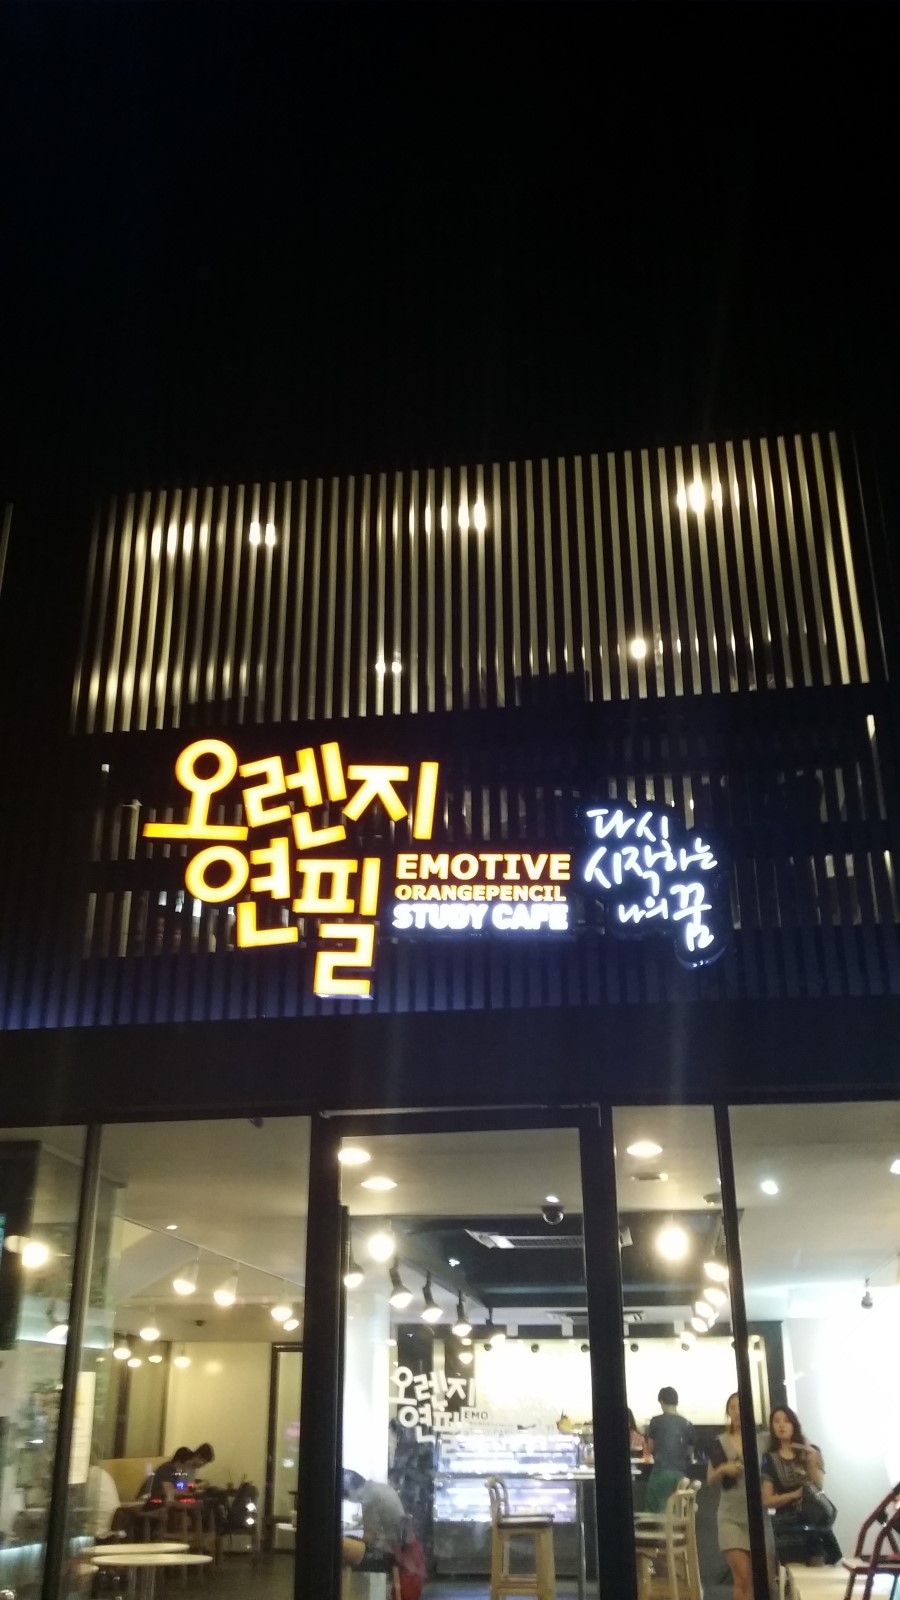 오렌지
연필
EMOTIVE
ORANGEPENCIL
STUDY CAFE
다시
시작하는
나의 꿈
오렌지
연필
EMO